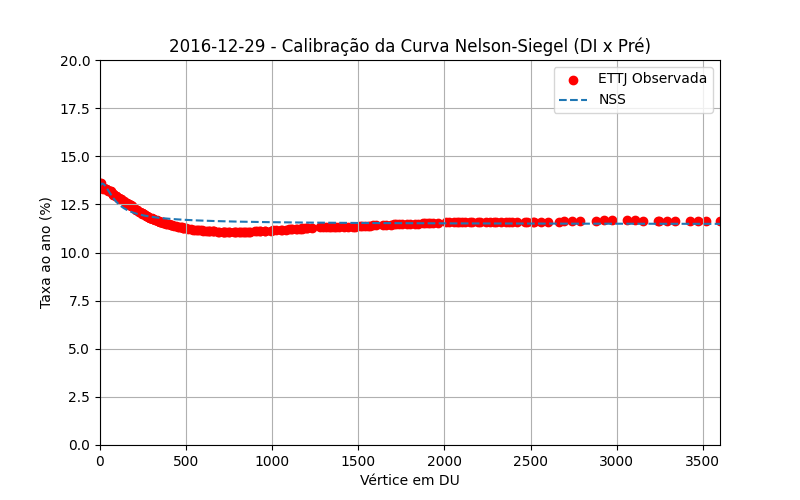 2016-12-29 - Calibração da Curva Nelson-Siegel (DI x Pré)
ETTJ Observada
NSS
Taxa ao ano (%)
20.0
17.5
15.0
12.5
10.0
7.5
5.0
2.5
0.0
0 500 1000 1500 2000 2500 3000 3500
Vértice em DU